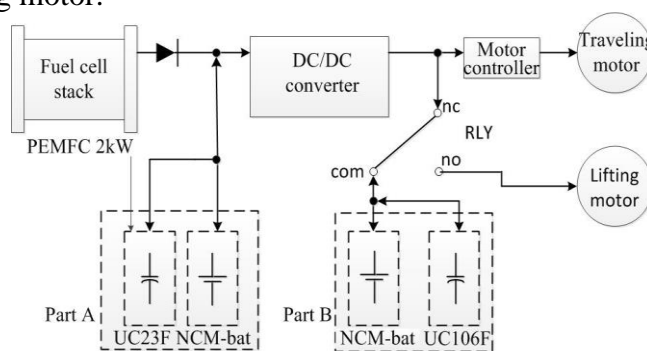 g motor.
Fuel cell
stack
DC/DC
converter
Motor
controller
Traveling
motor
PEMFC 2kW
nc
RLY
com
no
Lifting
motor
Part A
UC23F
NCM-bat
Part B
NCM-bat
UC106F